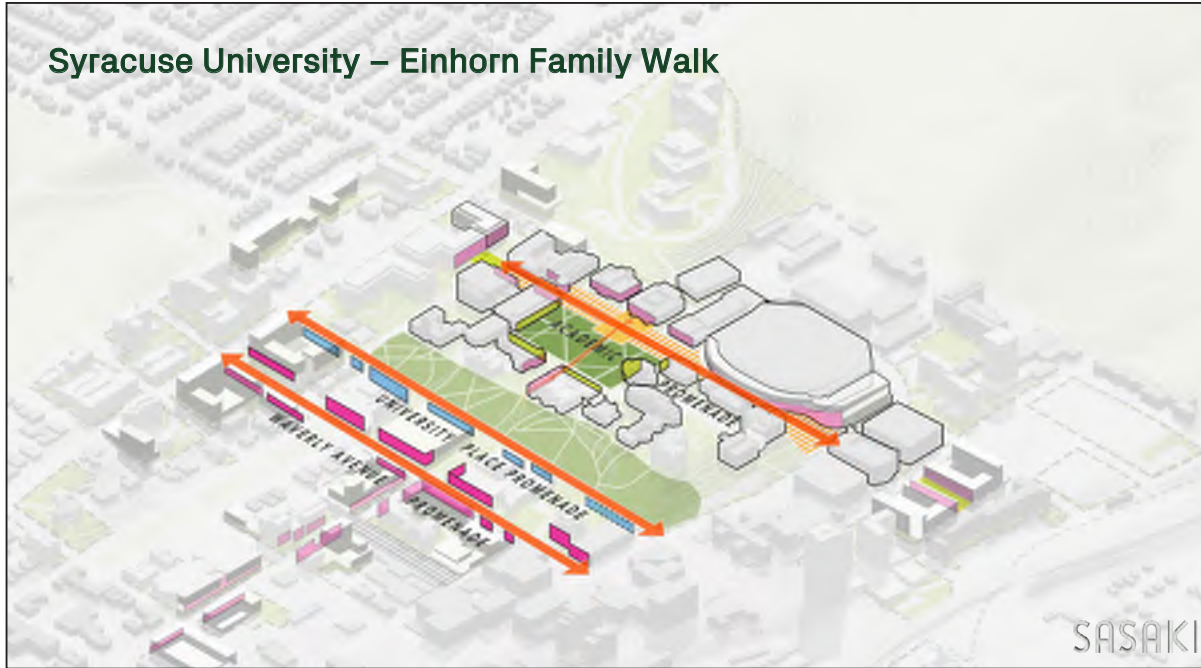 Syracuse University – Einhorn Family Walk
ACADEMIC PROMENADE
UNIVERSITY PLACE PROMENADE
WAVERLY AVENUE PROMENADE
SASAKI